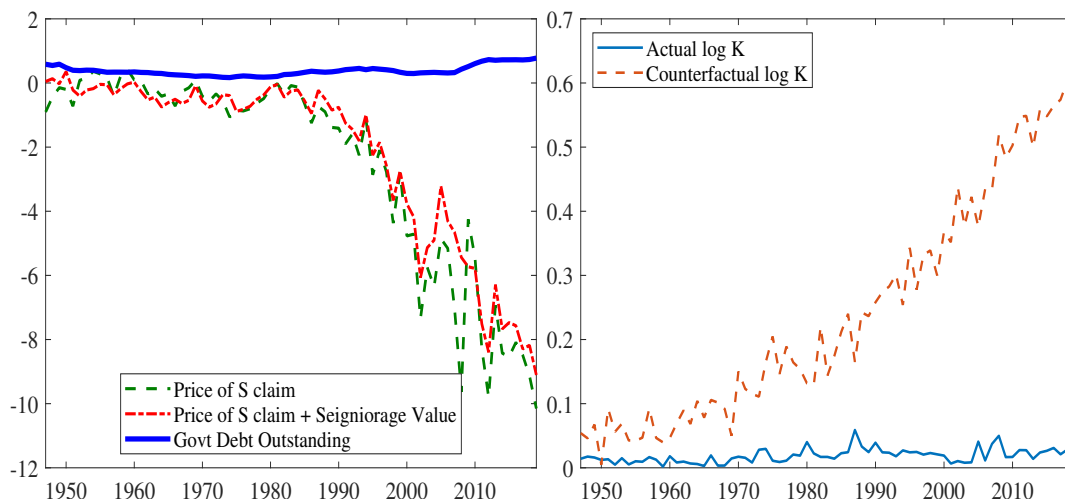 2
0
-2
-4
-6
-8
-10
-12
1950 1960 1970 1980 1990 2000 2010
Price of S claim
Price of S claim + Seigniorage Value
Govt Debt Outstanding
0.7
0.6
0.5
0.4
0.3
0.2
0.1
0
1950 1960 1970 1980 1990 2000 2010
Actual log K
Counterfactual log K